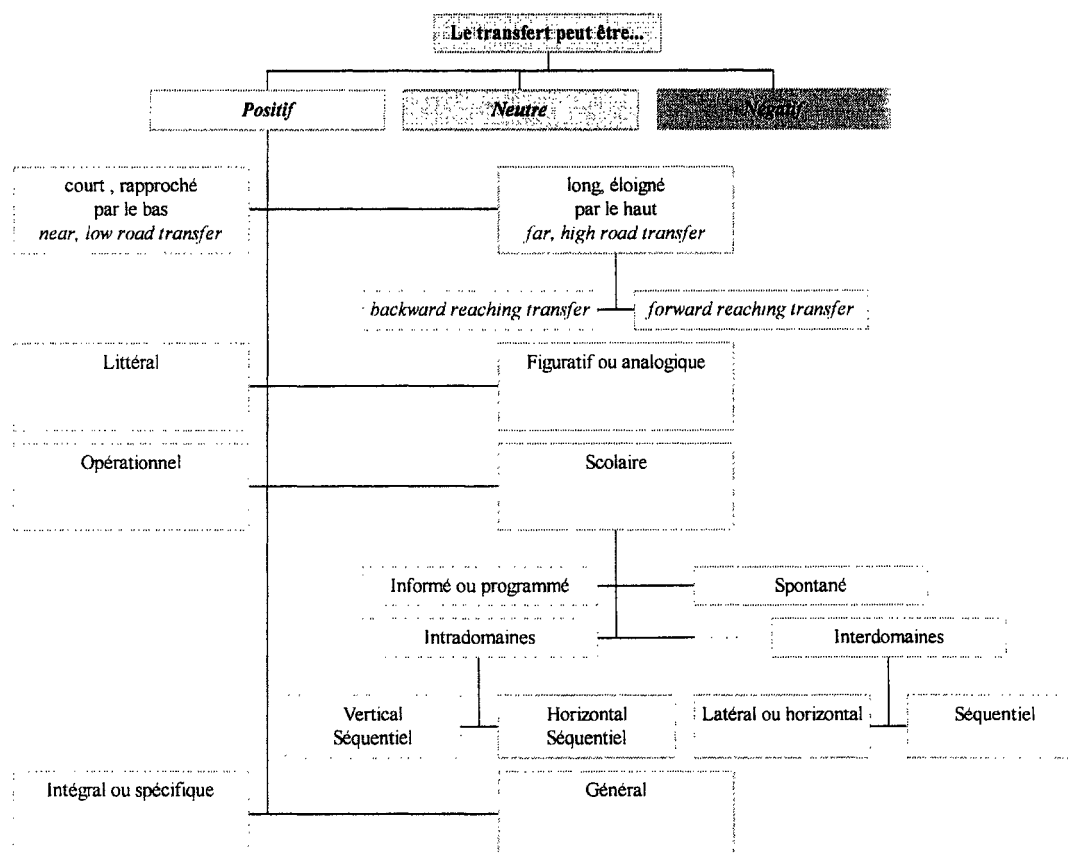 Le transfert peut être...
Positif
Neutre
Négatif
court , rapproché
par le bas
near, low road transfer
long, éloigné
par le haut
far, high road transfer
backward reaching transfer
forward reaching transfer
Littéral
Figuratif ou analogique
Opérationnel
Scolaire
Informé ou programmé
Spontané
Intradomaines
Interdomaines
Vertical
Séquentiel
Horizontal
Séquentiel
Latéral ou horizontal
Séquentiel
Intégral ou spécifique
Général